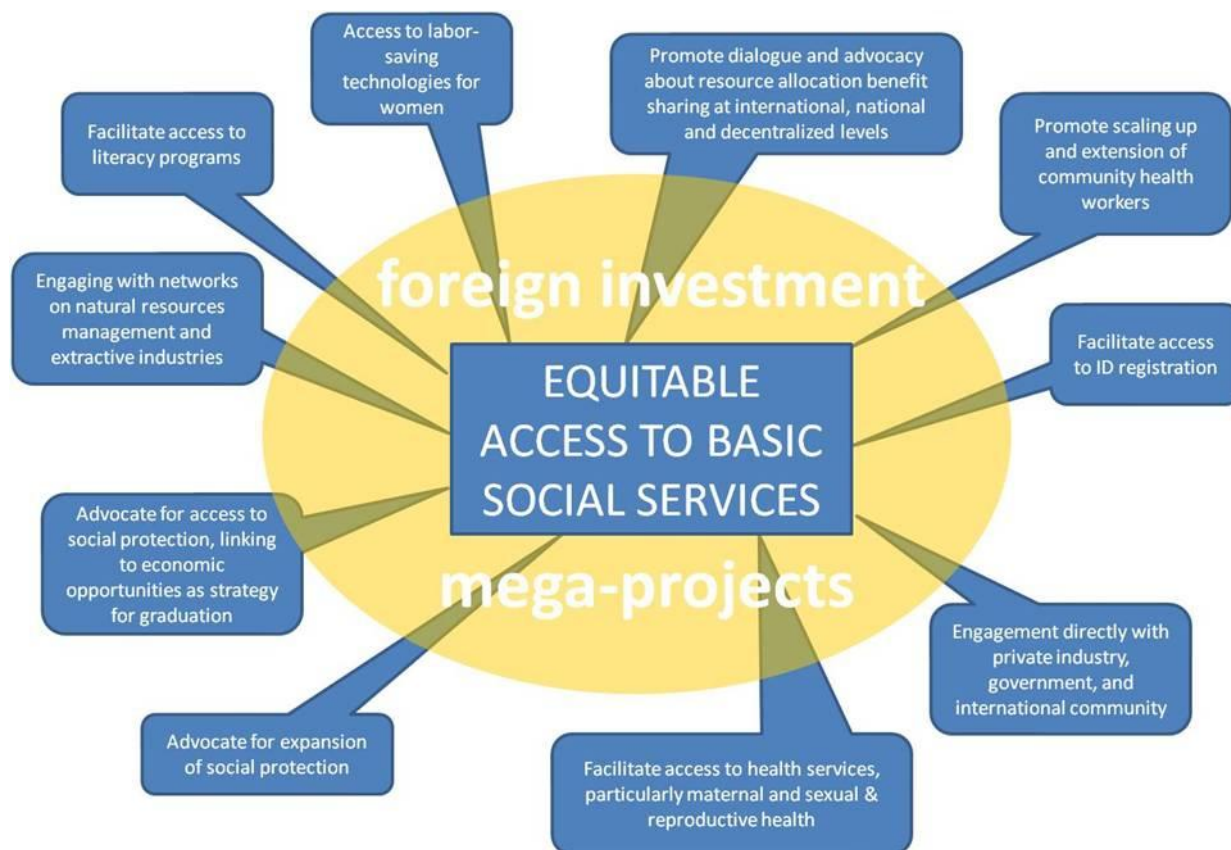 Access to labor-
saving
technologies for
women
Promote dialogue and advocacy
about resource allocation benefit
sharing at international, national
and decentralized levels
Facilitate access to
literacy programs
Promote scaling up
and extension of
community health
workers
Engaging with networks
on natural resources
management and
extractive industries
foreign investment
Facilitate access
to ID registration
EQUITABLE
ACCESS TO BASIC
SOCIAL SERVICES
Advocate for access to
social protection, linking
to economic
opportunities as strategy
for graduation
mega-projects
Engagement directly with
private industry,
government, and
international community
Advocate for expansion
of social protection
Facilitate access to health services,
particularly maternal and sexual &
reproductive health